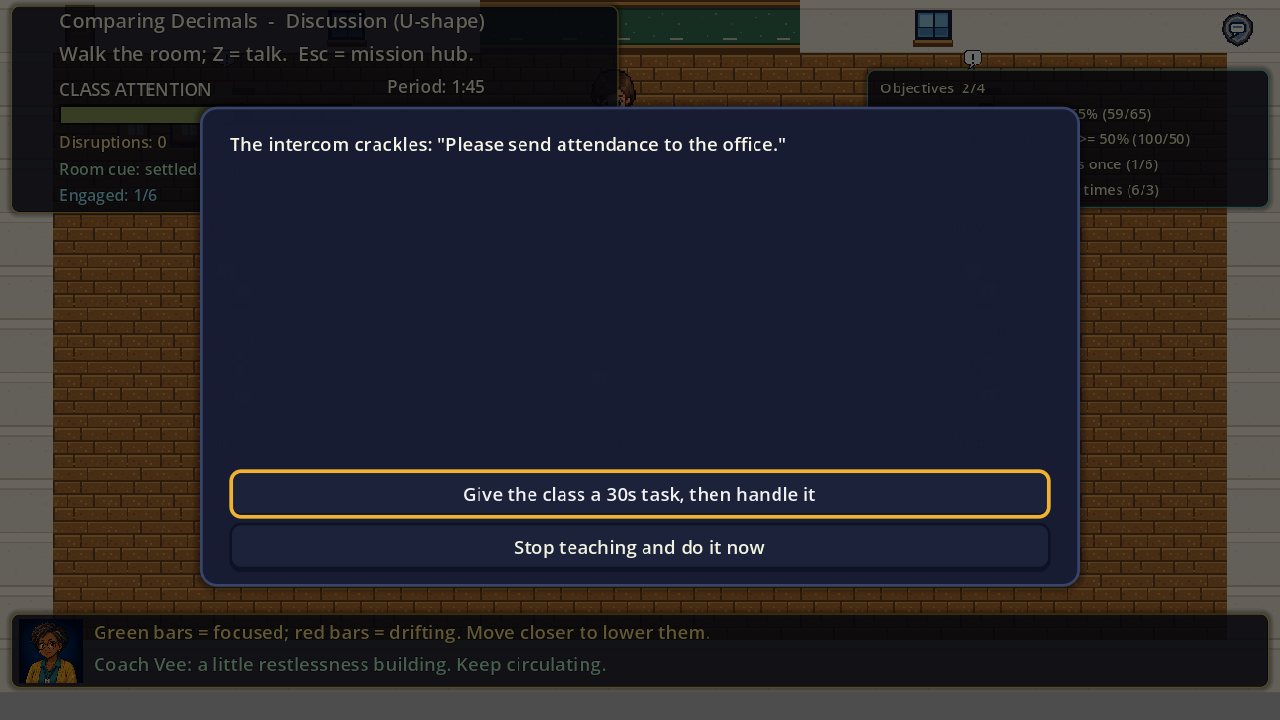 Comparing Decimals - Discussion (U-shape)
Walk the room; Z = talk. Esc = mission hub.
CLASS ATTENTION
Period: 1:45
Disruptions: 0
Room cue: settled.
Engaged: 1/6
Objectives 2/4
5% (59/65)
>= 50% (100/50)
s once (1/6)
times (6/3)
The intercom crackles: "Please send attendance to the office."
Give the class a 30s task, then handle it
Stop teaching and do it now
Green bars = focused; red bars = drifting. Move closer to lower them.
Coach Vee: a little restlessness building. Keep circulating.